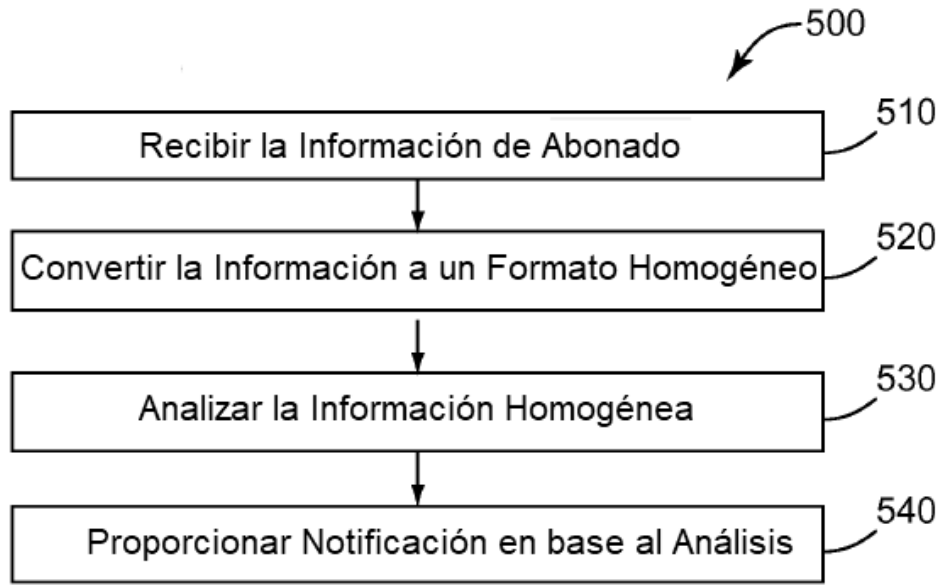 500
Recibir la Información de Abonado
510
Convertir la Información a un Formato Homogéneo
520
Analizar la Información Homogénea
530
Proporcionar Notificación en base al Análisis
540